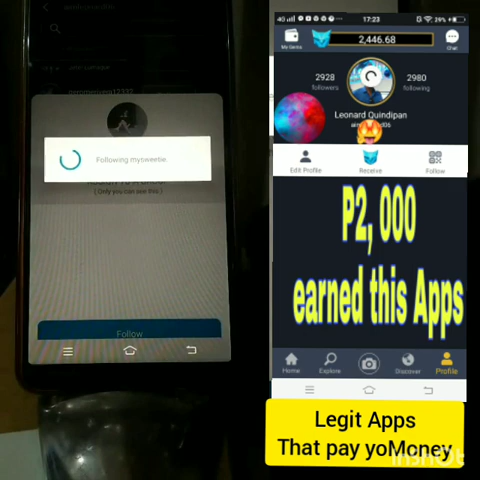 Following mysweetie
( Only you can see this )
Follow
4G
17:23
29%
My Gems
2,446.68
Chat
2928
followers
2980
following
Leonard Quindipan
Edit Profile
Receive
Follow
P2, 000
earned this Apps
Home
Explore
Discover
Profile
Legit Apps
That pay yoMoney